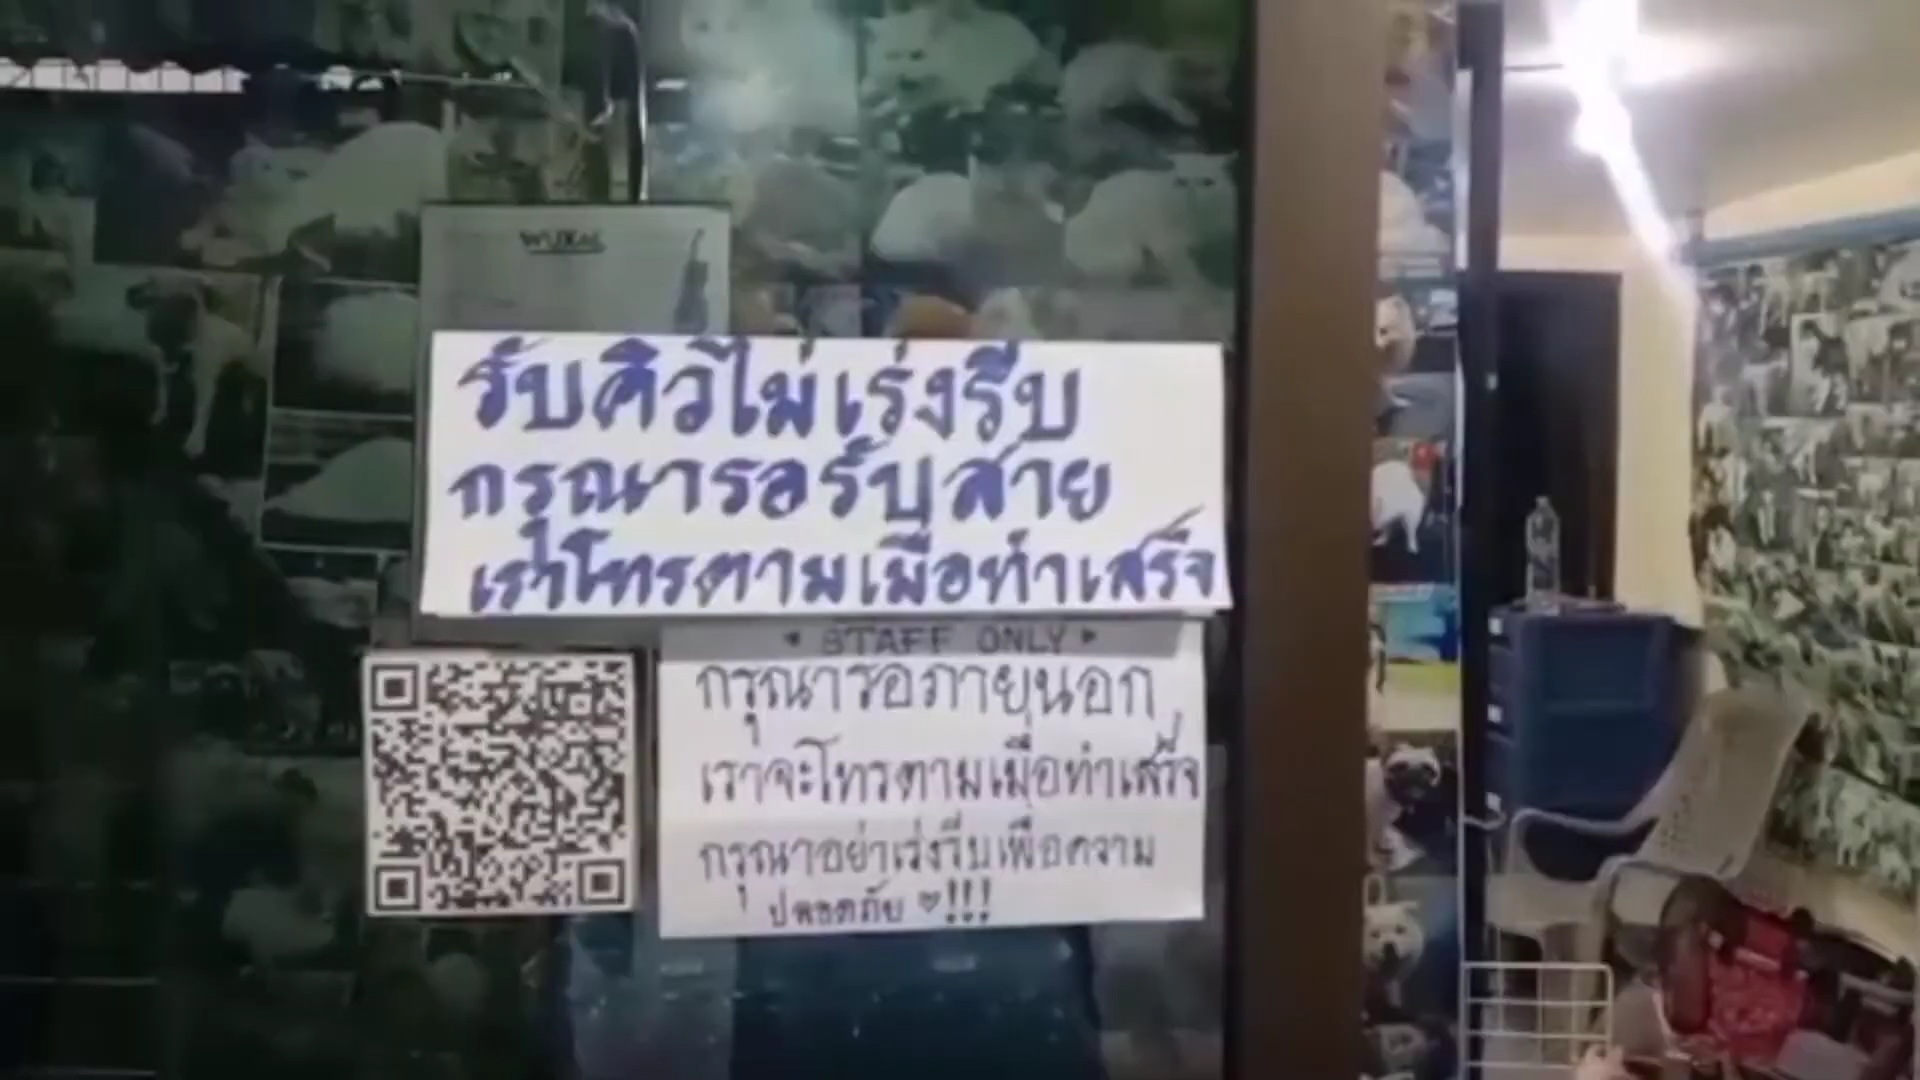 รับคิวไม่เร่งรีบ
กรุณารอรับสาย
เราโทรตามเมื่อทำเสร็จ
STAFF ONLY
กรุณารอภายนอก
เราจะโทรตามเมื่อทำเสร็จ
กรุณาอย่าเร่งรีบเพื่อความ
ปลอดภัย ♡!!!